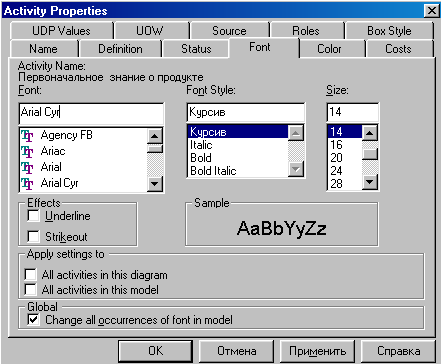 Activity Properties
UDP Values UOW Source Roles Box Style
Name Definition Status Font Color Costs
Activity Name:
Первоначальное знание о продукте
Font: Font Style: Size:
Arial Cyr Курсив 14
Agency FB Курсив 14
Ariac Italic 16
Arial Bold 20
Arial Cyr Bold Italic 24
28
Effects Sample
Underline
AaBbYyZz
Strikeout
Apply settings to
All activities in this diagram
All activities in this model
Global
Change all occurrences of font in model
OK Отмена Применить Справка